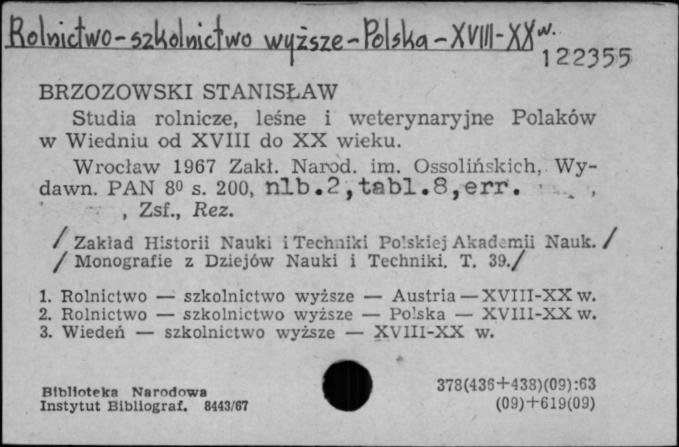 Rolnictwo-szkolnictwo wyższe-Polska-XVIII-XX w.
122355
BRZOZOWSKI STANISŁAW
Studia rolnicze, leśne i weterynaryjne Polaków
w Wiedniu od XVIII do XX wieku.
Wrocław 1967 Zakł. Narod. im. Ossolińskich, Wy-
dawn. PAN 8⁰ s. 200, nlb.2, tabl.8, err. ,
, Zsf., Rez.
/ Zakład Historii Nauki i Techniki Polskiej Akademii Nauk. /
/ Monografie z Dziejów Nauki i Techniki. T. 39./
1. Rolnictwo — szkolnictwo wyższe — Austria — XVIII-XX w.
2. Rolnictwo — szkolnictwo wyższe — Polska — XVIII-XX w.
3. Wiedeń — szkolnictwo wyższe — XVIII-XX w.
Biblioteka Narodowa
Instytut Bibliograf. 8443/67
378(436+438)(09):63
(09)+619(09)